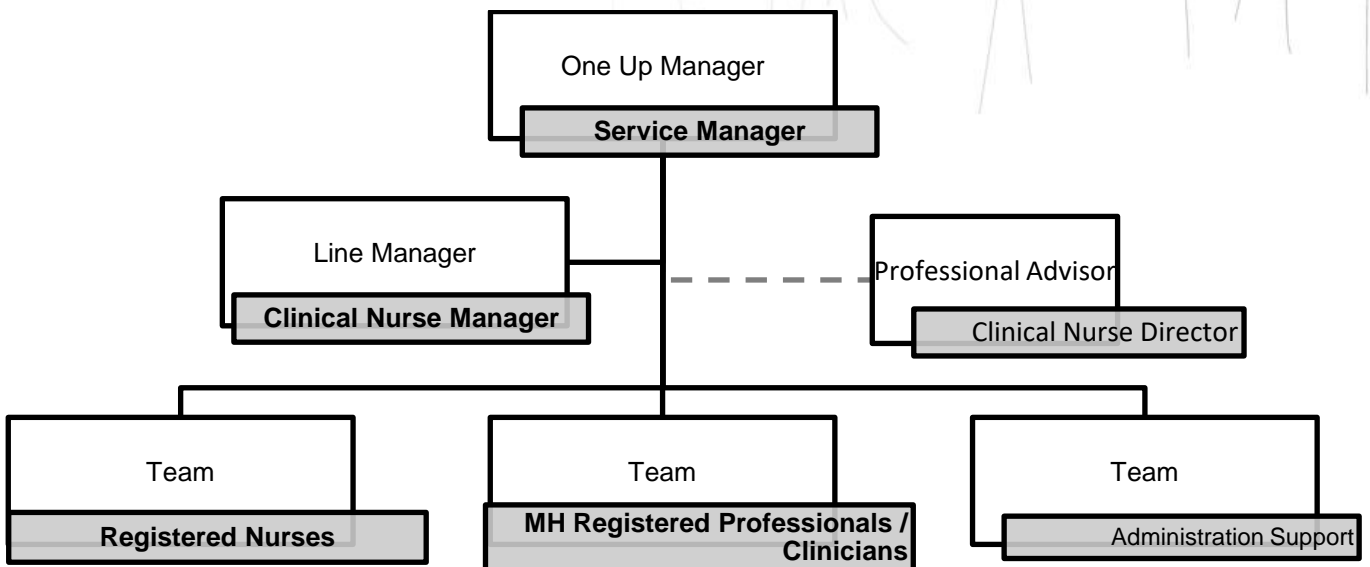 One Up Manager
Service Manager
Line Manager
Clinical Nurse Manager
Professional Advisor
Clinical Nurse Director
Team
Registered Nurses
Team
MH Registered Professionals /
Clinicians
Team
Administration Support